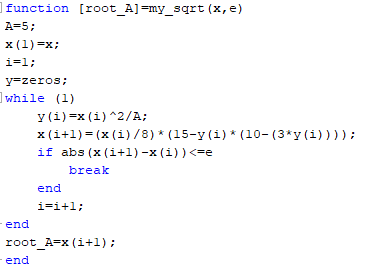 function [root_A]=my_sqrt(x,e)
A=5;
x(1)=x;
i=1;
y=zeros;
while (1)
y(i)=x(i)^2/A;
x(i+1)=(x(i)/8)*(15-y(i)*(10-(3*y(i))));
if abs(x(i+1)-x(i))<=e
break
end
i=i+1;
end
root_A=x(i+1);
end